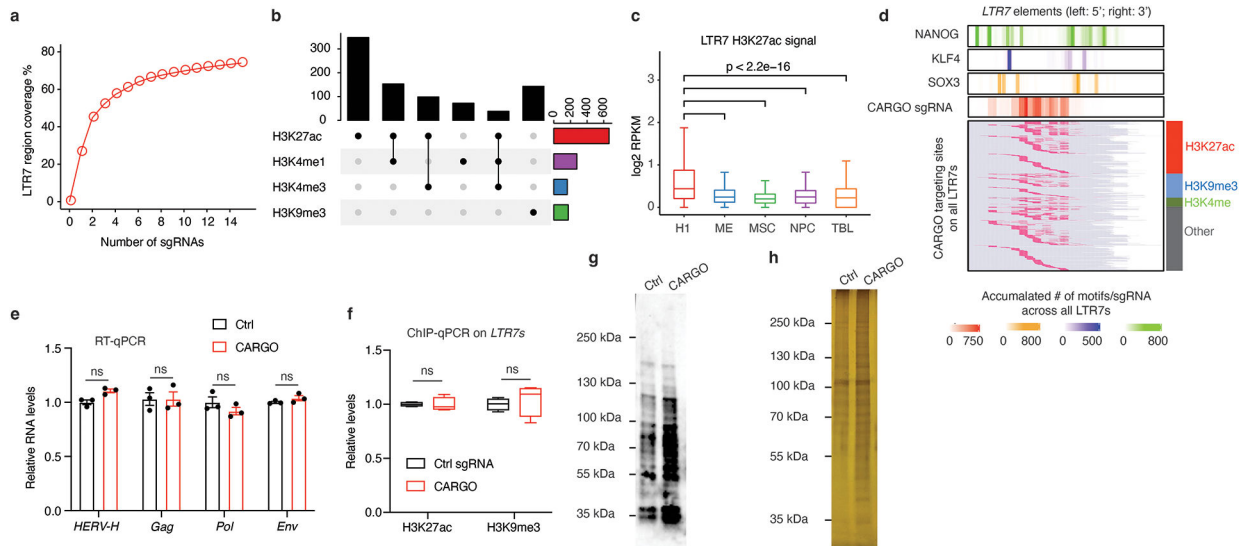 a
LTR7 region coverage %
80
60
40
20
0
0 2 4 6 8 10 12 14
Number of sgRNAs
b
300
200
100
0
0 200 400 600
H3K27ac
H3K4me1
H3K4me3
H3K9me3
c
LTR7 H3K27ac signal
p < 2.2e−16
log2 RPKM
3
2
1
0
H1 ME MSC NPC TBL
d
LTR7 elements (left: 5'; right: 3')
NANOG
KLF4
SOX3
CARGO sgRNA
CARGO targeting sites
on all LTR7s
H3K27ac
H3K9me3
H3K4me
Other
Accumalated # of motifs/sgRNA
across all LTR7s
0 750 0 800 0 500 0 800
e
RT-qPCR
Ctrl
CARGO
Relative RNA levels
1.5
1.0
0.5
0.0
ns ns ns ns
HERV-H Gag Pol Env
f
ChIP-qPCR on LTR7s
Relative levels
1.5
1.0
0.5
0.0
ns ns
Ctrl sgRNA
CARGO
H3K27ac H3K9me3
g
Ctrl CARGO
250 kDa
130 kDa
100 kDa
70 kDa
55 kDa
35 kDa
h
Ctrl CARGO
250 kDa
130 kDa
100 kDa
70 kDa
55 kDa
35 kDa